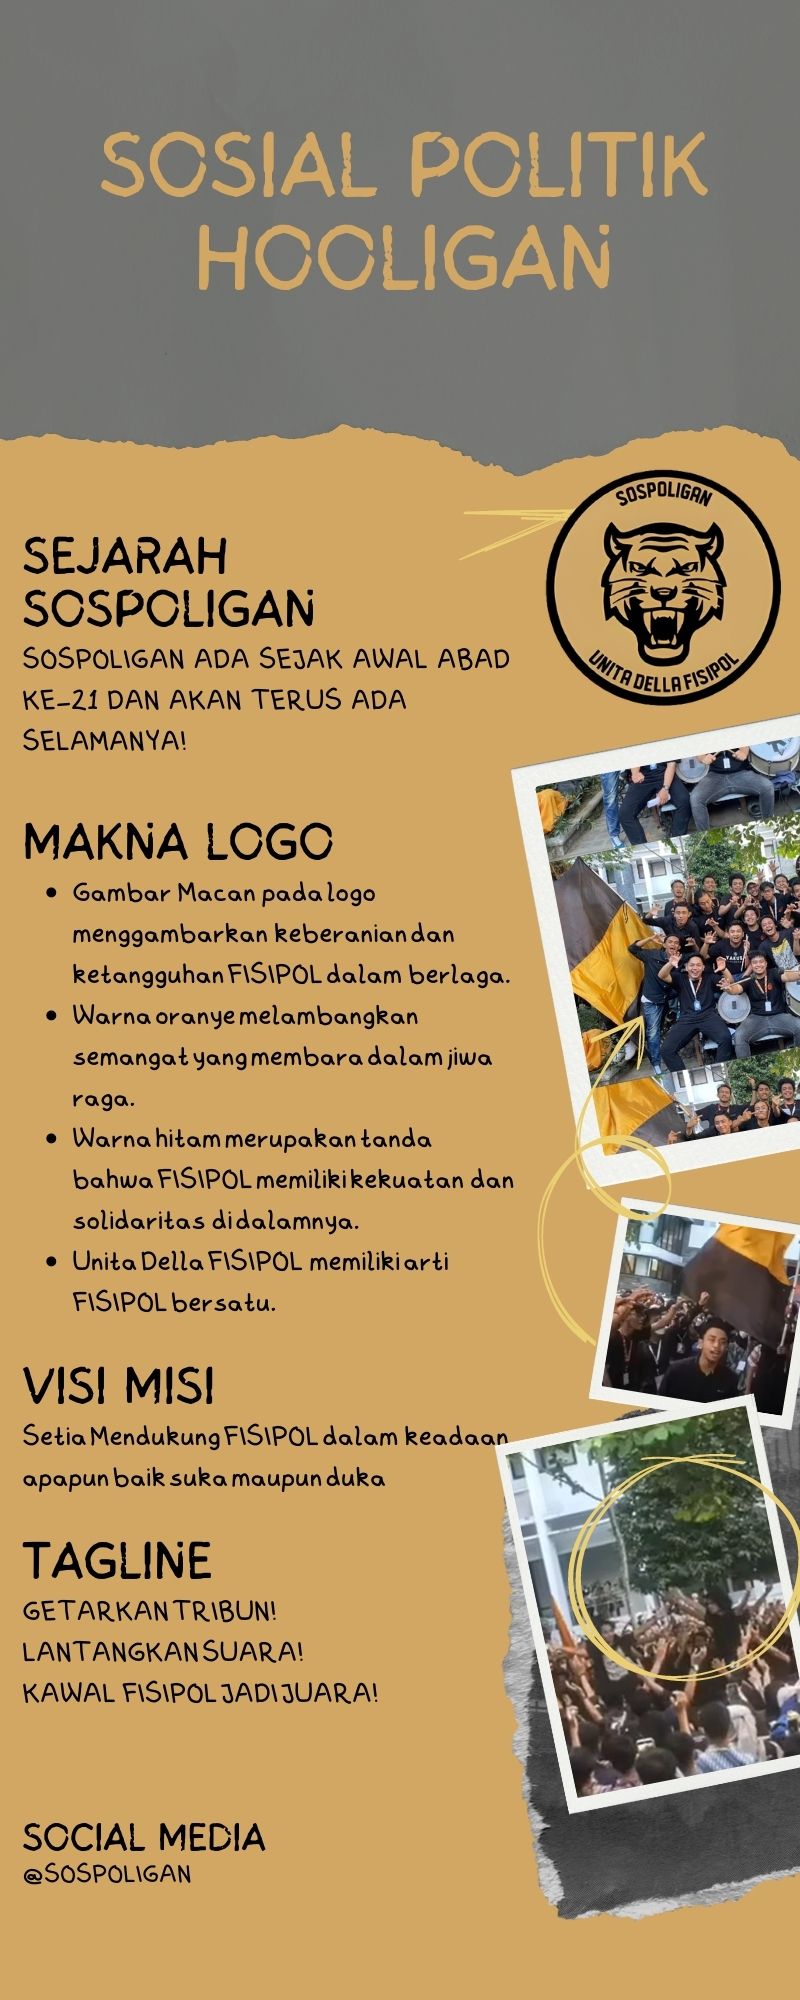 SOSIAL POLITIK
HOOLIGAN
SOSPOLIGAN
UNITA DELLA FISIPOL
SEJARAH
SOSPOLIGAN
SOSPOLIGAN ADA SEJAK AWAL ABAD
KE-21 DAN AKAN TERUS ADA
SELAMANYA!
MAKNA LOGO
• Gambar Macan pada logo
menggambarkan keberanian dan
ketangguhan FISIPOL dalam berlaga.
• Warna oranye melambangkan
semangat yang membara dalam jiwa
raga.
• Warna hitam merupakan tanda
bahwa FISIPOL memiliki kekuatan dan
solidaritas didalamnya.
• Unita Della FISIPOL memiliki arti
FISIPOL bersatu.
VISI MISI
Setia Mendukung FISIPOL dalam keadaan
apapun baik suka maupun duka
TAGLINE
GETARKAN TRIBUN!
LANTANGKAN SUARA!
KAWAL FISIPOL JADI JUARA!
SOCIAL MEDIA
@SOSPOLIGAN